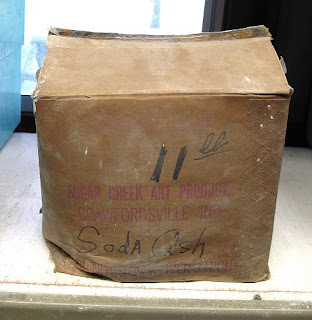 11 lb
SUGAR CREEK ART PRODUCTS
CRAWFORDSVILLE IND.
Soda Ash